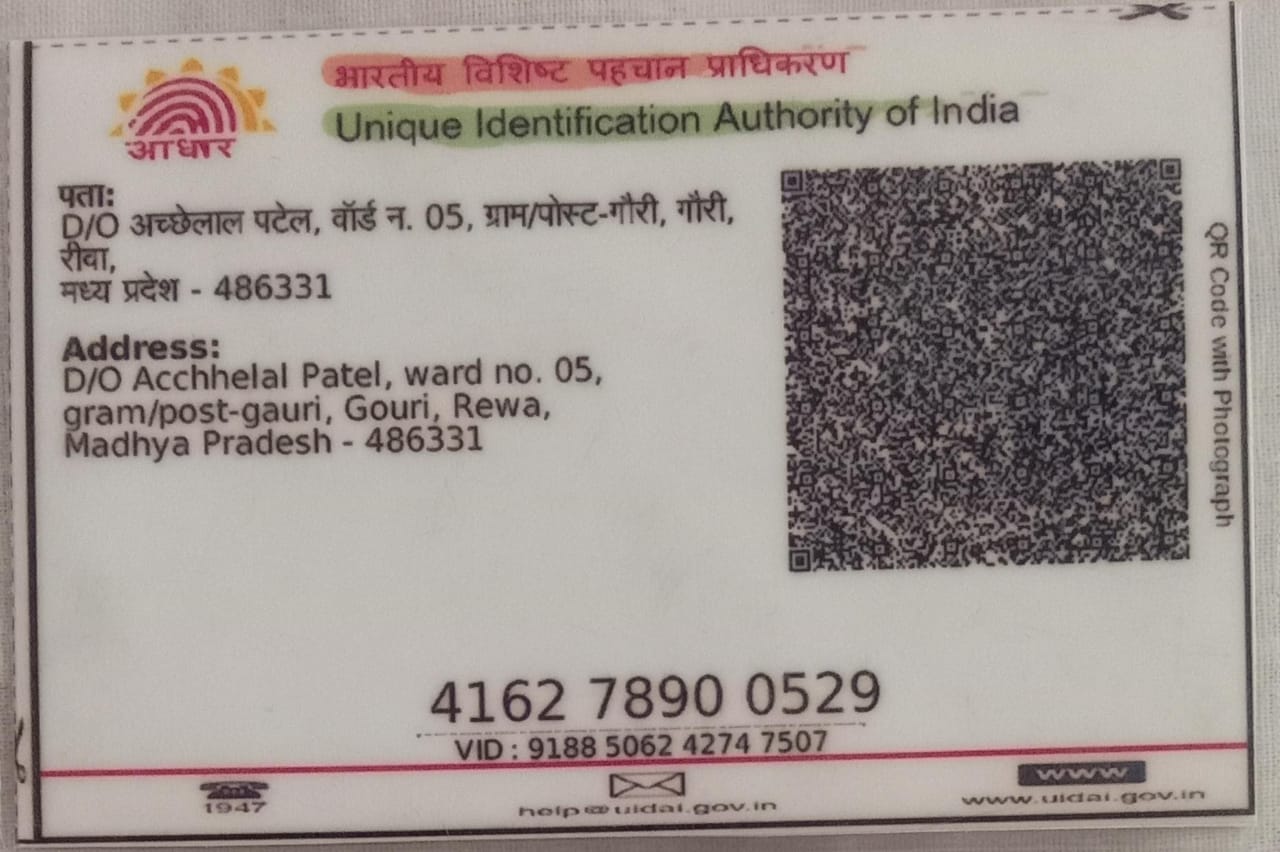 भारतीय विशिष्ट पहचान प्राधिकरण
Unique Identification Authority of India
आधार
पता:
D/O अच्छेलाल पटेल, वॉर्ड न. 05, ग्राम/पोस्ट-गौरी, गौरी,
रीवा,
मध्य प्रदेश - 486331
Address:
D/O Acchhelal Patel, ward no. 05,
gram/post-gauri, Gouri, Rewa,
Madhya Pradesh - 486331
QR Code with Photograph
4162 7890 0529
VID : 9188 5062 4274 7507
1947
help@uidai.gov.in
www
www.uidai.gov.in